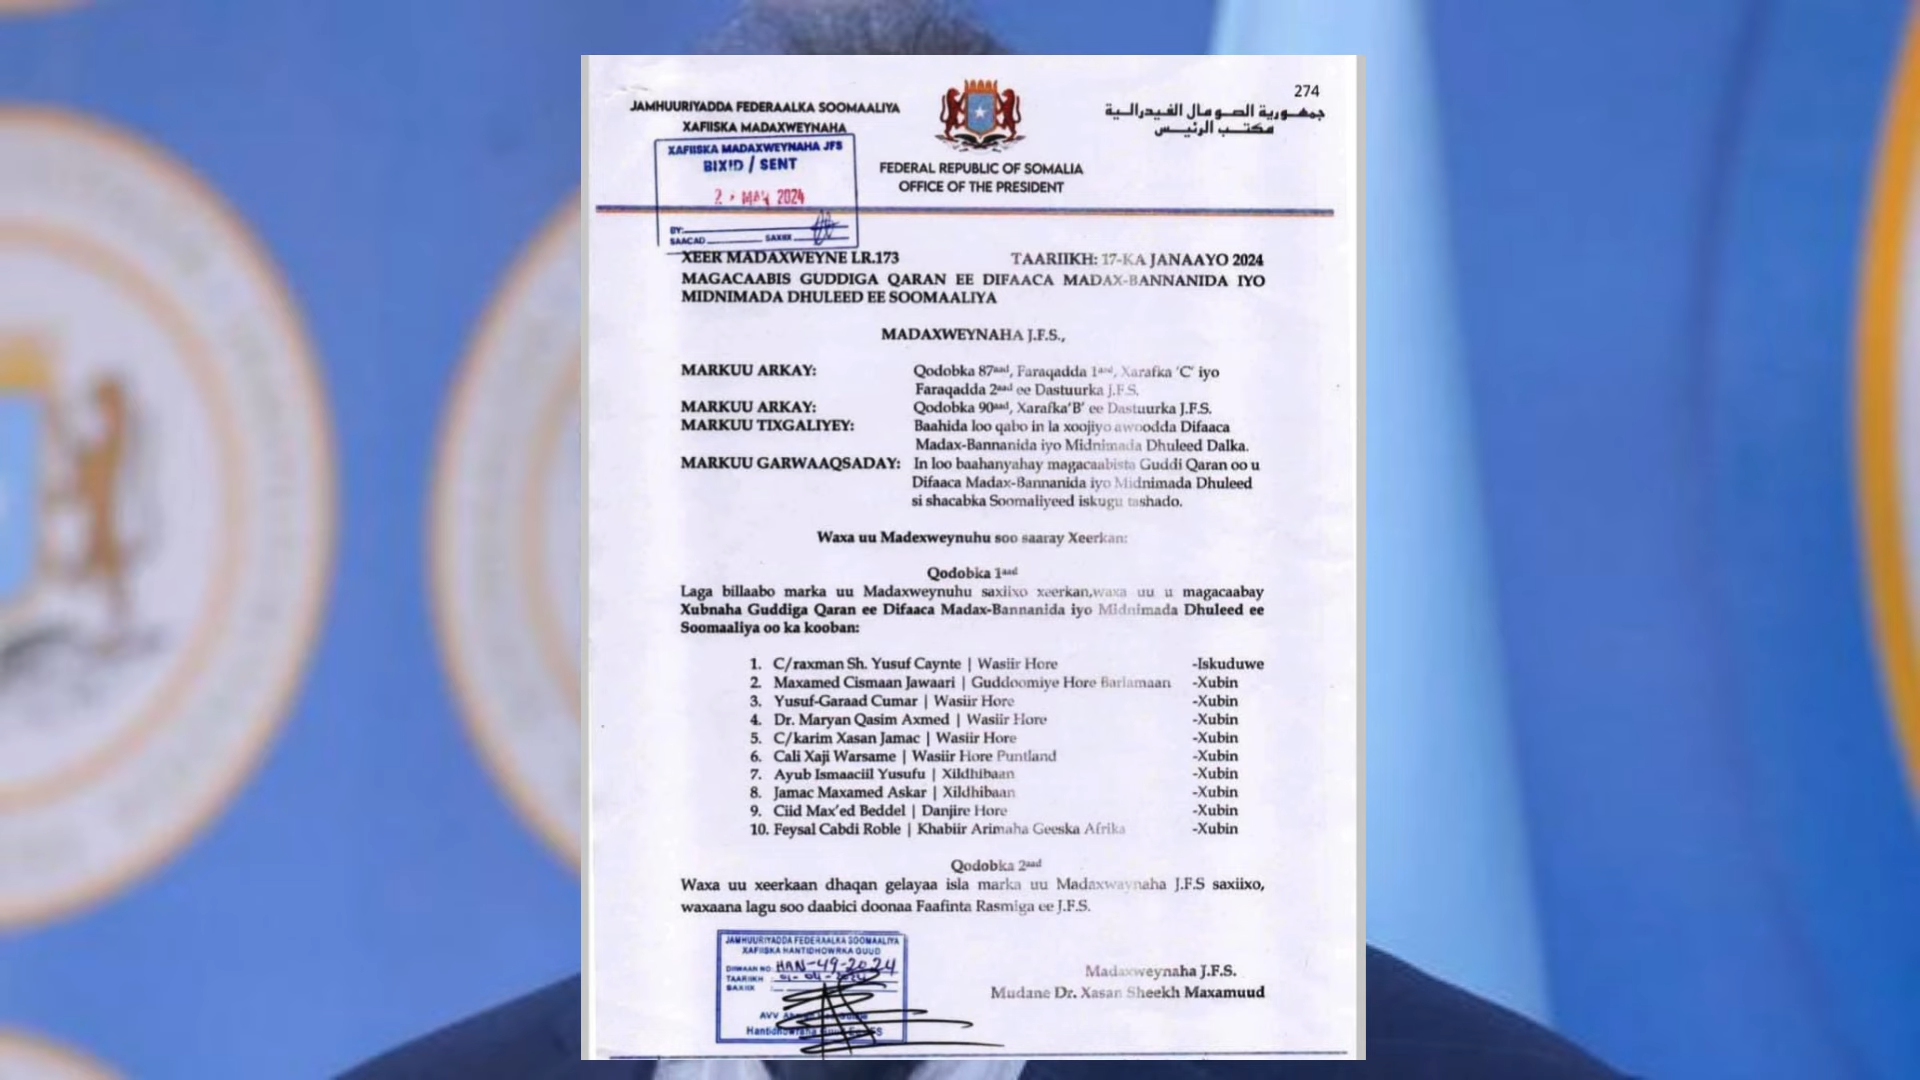 274
JAMHUURIYADDA FEDERAALKA SOOMAALIYA
XAFIISKA MADAXWEYNAHA
جمهورية الصومال الفيدرالية
مكتب الرئيس
FEDERAL REPUBLIC OF SOMALIA
OFFICE OF THE PRESIDENT
XAFIISKA MADAXWEYNAHA JFS
BIXID / SENT
MAY 2024
BY:
SAACAD SAXIIX
XEER MADAXWEYNE LR.173 TAARIIKH: 17-KA JANAAYO 2024
MAGACAABIS GUDDIGA QARAN EE DIFAACA MADAX-BANNANIDA IYO
MIDNIMADA DHULEED EE SOOMAALIYA
MADAXWEYNAHA J.F.S.,
MARKUU ARKAY: Qodobka 87aad, Faraqadda 1aad, Xarafka 'C' iyo
Faraqadda 2aad ee Dastuurka J.F.S.
MARKUU ARKAY: Qodobka 90aad, Xarafka'B' ee Dastuurka J.F.S.
MARKUU TIXGALIYEY: Baahida loo qabo in la xoojiyo awoodda Difaaca
Madax-Bannanida iyo Midnimada Dhuleed Dalka.
MARKUU GARWAAQSADAY: In loo baahanyahay magacaabista Guddi Qaran oo u
Difaaca Madax-Bannanida iyo Midnimada Dhuleed
si shacabka Soomaliyeed iskugu tashado.
Waxa uu Madexweynuhu soo saaray Xeerkan:
Qodobka 1aad
Laga billaabo marka uu Madaxweynuhu saxiixo xeerkan,waxa uu u magacaabay
Xubnaha Guddiga Qaran ee Difaaca Madax-Bannanida iyo Midnimada Dhuleed ee
Soomaaliya oo ka kooban:
1. C/raxman Sh. Yusuf Caynte | Wasiir Hore -Iskuduwe
2. Maxamed Cismaan Jawaari | Guddoomiye Hore Barlamaan -Xubin
3. Yusuf-Garaad Cumar | Wasiir Hore -Xubin
4. Dr. Maryan Qasim Axmed | Wasiir Hore -Xubin
5. C/karim Xasan Jamac | Wasiir Hore -Xubin
6. Cali Xaji Warsame | Wasiir Hore Puntland -Xubin
7. Ayub Ismaaciil Yusufu | Xildhibaan -Xubin
8. Jamac Maxamed Askar | Xildhibaan -Xubin
9. Ciid Max'ed Beddel | Danjire Hore -Xubin
10. Feysal Cabdi Roble | Khabiir Arimaha Geeska Afrika -Xubin
Qodobka 2aad
Waxa uu xeerkaan dhaqan gelayaa isla marka uu Madaxwaynaha J.F.S saxiixo,
waxaana lagu soo daabici doonaa Faafinta Rasmiga ee J.F.S.
JAMHUURIYADDA FEDERAALKA SOOMAALIYA
XAFIISKA HANTIDHOWRKA GUUD
DIIWAAN NO: HAN-49-2024
TAARIIKH
SAXIIX
AVV
Madaxweynaha J.F.S.
Mudane Dr. Xasan Sheekh Maxamuud